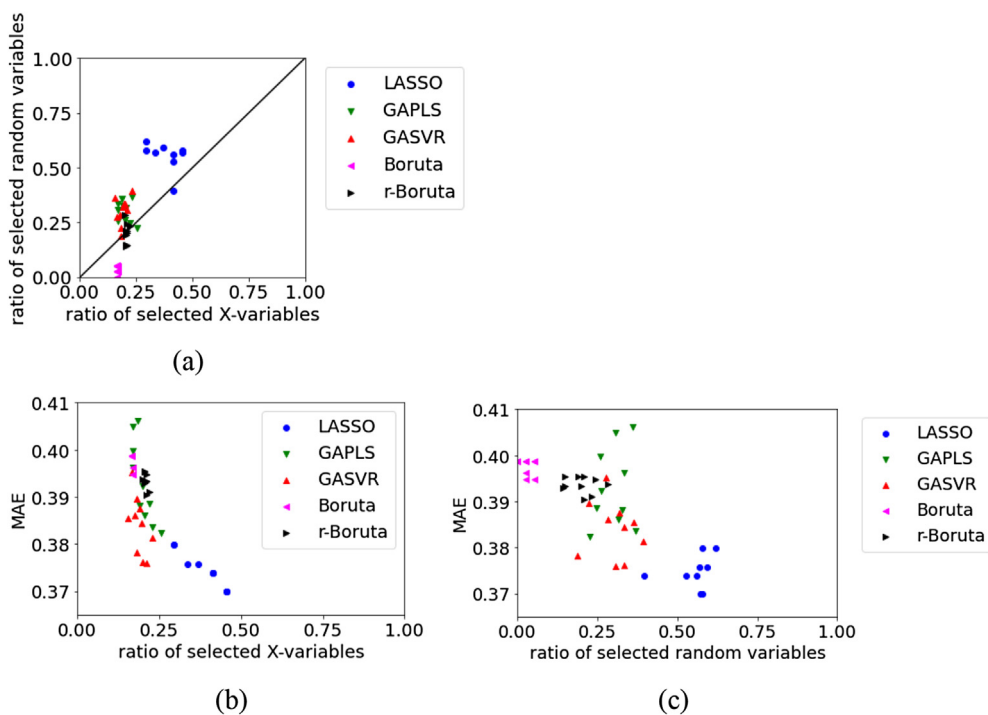 ratio of selected random variables
1.00
0.75
0.50
0.25
0.00
0.00 0.25 0.50 0.75 1.00
ratio of selected X-variables
LASSO
GAPLS
GASVR
Boruta
r-Boruta
(a)
MAE
0.41
0.40
0.39
0.38
0.37
0.00 0.25 0.50 0.75 1.00
ratio of selected X-variables
LASSO
GAPLS
GASVR
Boruta
r-Boruta
(b)
MAE
0.41
0.40
0.39
0.38
0.37
0.00 0.25 0.50 0.75 1.00
ratio of selected random variables
LASSO
GAPLS
GASVR
Boruta
r-Boruta
(c)